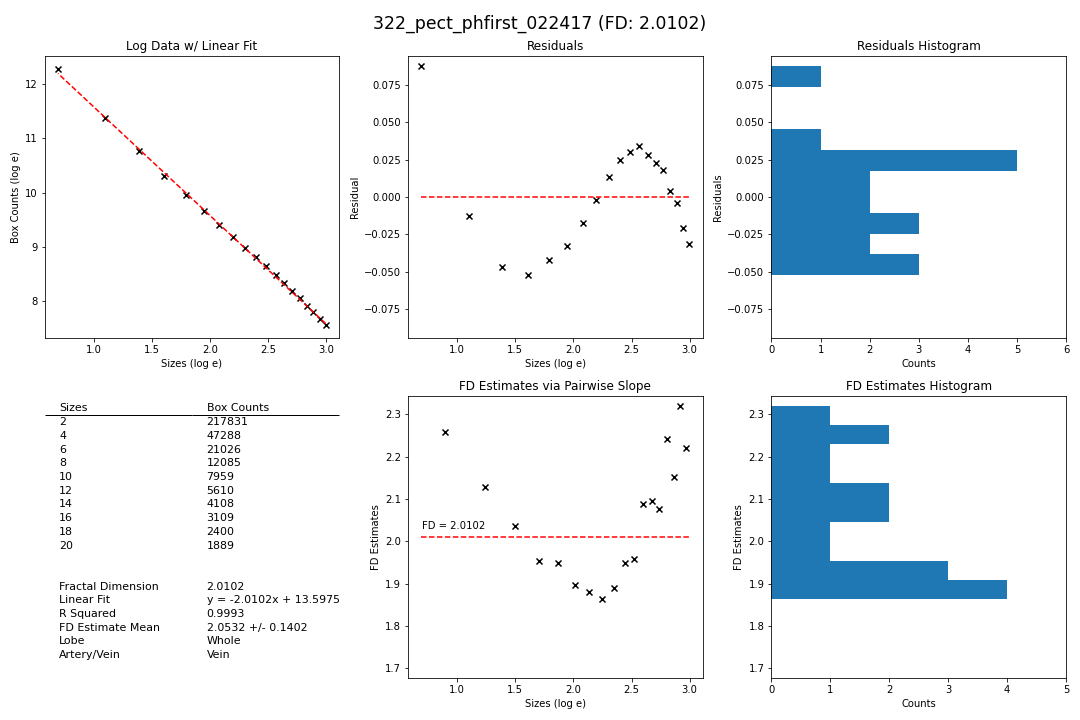 322_pect_phfirst_022417 (FD: 2.0102)
Log Data w/ Linear Fit
12
11
10
9
8
Box Counts (log e)
1.0 1.5 2.0 2.5 3.0
Sizes (log e)
Residuals
0.075
0.050
0.025
0.000
−0.025
−0.050
−0.075
Residual
1.0 1.5 2.0 2.5 3.0
Sizes (log e)
Residuals Histogram
0.075
0.050
0.025
0.000
−0.025
−0.050
−0.075
Residuals
0 1 2 3 4 5 6
Counts
Sizes Box Counts
2 217831
4 47288
6 21026
8 12085
10 7959
12 5610
14 4108
16 3109
18 2400
20 1889
Fractal Dimension 2.0102
Linear Fit y = -2.0102x + 13.5975
R Squared 0.9993
FD Estimate Mean 2.0532 +/- 0.1402
Lobe Whole
Artery/Vein Vein
FD Estimates via Pairwise Slope
2.3
2.2
2.1
2.0
1.9
1.8
1.7
FD Estimates
FD = 2.0102
1.0 1.5 2.0 2.5 3.0
Sizes (log e)
FD Estimates Histogram
2.3
2.2
2.1
2.0
1.9
1.8
1.7
FD Estimates
0 1 2 3 4 5
Counts